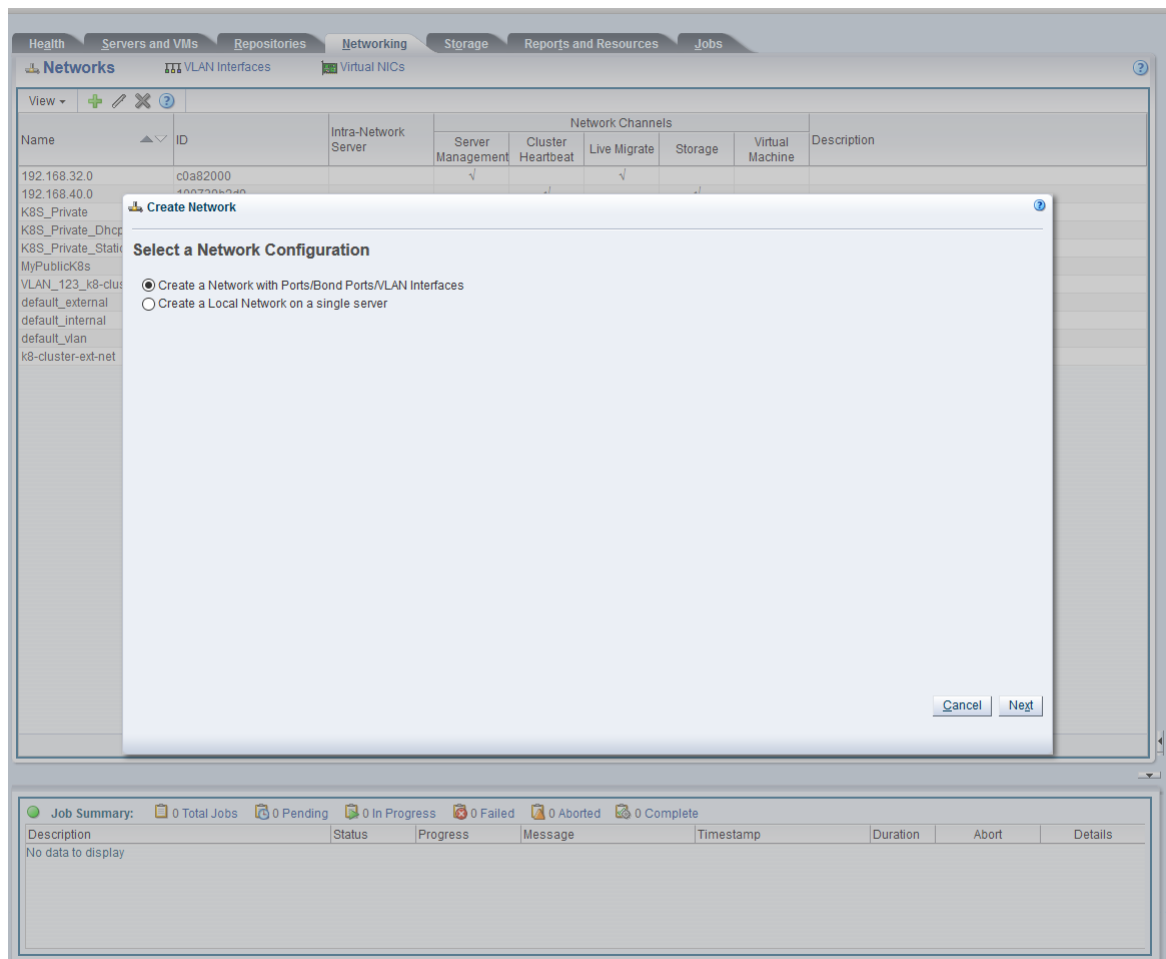 Health Servers and VMs Repositories Networking Storage Reports and Resources Jobs
Networks VLAN Interfaces Virtual NICs
View
Name ID Intra-Network Server Network Channels Description
Server Management Cluster Heartbeat Live Migrate Storage Virtual Machine
192.168.32.0 c0a82000 √ √
192.168.40.0 √ √
K8S_Private
K8S_Private_Dhcp
K8S_Private_Static
MyPublicK8s
VLAN_123_k8-clus
default_external
default_internal
default_vlan
k8-cluster-ext-net
Create Network
Select a Network Configuration
Create a Network with Ports/Bond Ports/VLAN Interfaces
Create a Local Network on a single server
Cancel Next
Job Summary: 0 Total Jobs 0 Pending 0 In Progress 0 Failed 0 Aborted 0 Complete
Description Status Progress Message Timestamp Duration Abort Details
No data to display